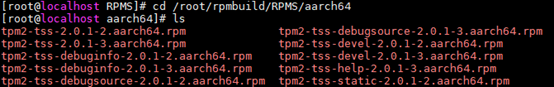 [root@localhost RPMS]# cd /root/rpmbuild/RPMS/aarch64
[root@localhost aarch64]# ls
tpm2-tss-2.0.1-2.aarch64.rpm tpm2-tss-debugsource-2.0.1-3.aarch64.rpm
tpm2-tss-2.0.1-3.aarch64.rpm tpm2-tss-devel-2.0.1-2.aarch64.rpm
tpm2-tss-debuginfo-2.0.1-2.aarch64.rpm tpm2-tss-devel-2.0.1-3.aarch64.rpm
tpm2-tss-debuginfo-2.0.1-3.aarch64.rpm tpm2-tss-help-2.0.1-3.aarch64.rpm
tpm2-tss-debugsource-2.0.1-2.aarch64.rpm tpm2-tss-static-2.0.1-2.aarch64.rpm